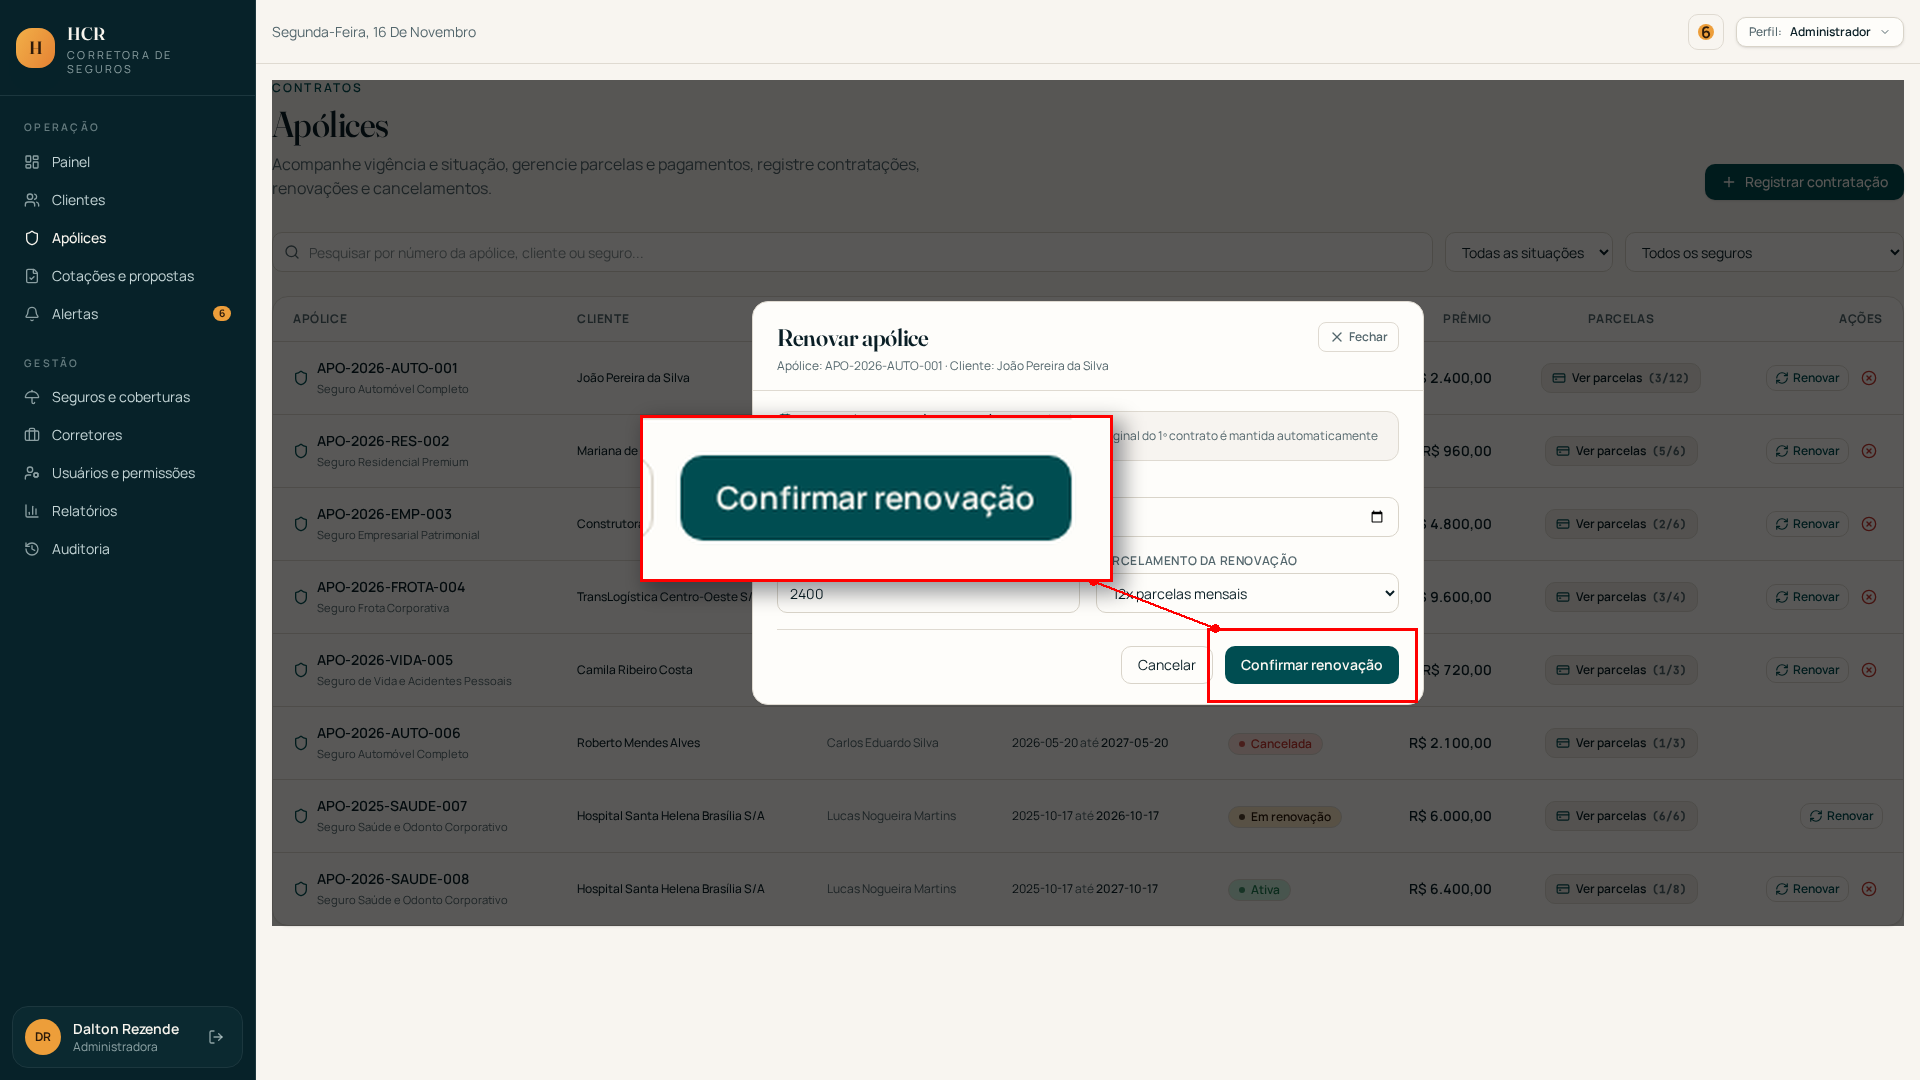 HCR
CORRETORA DE
SEGUROS
Segunda-Feira, 16 De Novembro
6
Perfil: Administrador
OPERAÇÃO
Painel
Clientes
Apólices
Cotações e propostas
Alertas
6
GESTÃO
Seguros e coberturas
Corretores
Usuários e permissões
Relatórios
Auditoria
H
DR
Dalton Rezende
Administradora
CONTRATOS
Apólices
Acompanhe vigência e situação, gerencie parcelas e pagamentos, registre contratações,
renovações e cancelamentos.
Registrar contratação
Pesquisar por número da apólice, cliente ou seguro...
Todas as situações
Todos os seguros
APÓLICE CLIENTE PRÊMIO PARCELAS AÇÕES
APO-2026-AUTO-001
Seguro Automóvel Completo
João Pereira da Silva
2.400,00
Ver parcelas (3/12)
Renovar
APO-2026-RES-002
Seguro Residencial Premium
Mariana de
R$ 960,00
Ver parcelas (5/6)
Renovar
APO-2026-EMP-003
Seguro Empresarial Patrimonial
4.800,00
Ver parcelas (2/6)
Renovar
APO-2026-FROTA-004
Seguro Frota Corporativa
TransLogística Centro-Oeste
9.600,00
Ver parcelas (3/4)
Renovar
APO-2026-VIDA-005
Seguro de Vida e Acidentes Pessoais
Camila Ribeiro Costa
R$ 720,00
Ver parcelas (1/3)
Renovar
APO-2026-AUTO-006
Seguro Automóvel Completo
Roberto Mendes Alves
Carlos Eduardo Silva
2026-05-20 até 2027-05-20
Cancelada
R$ 2.100,00
Ver parcelas (1/3)
APO-2025-SAUDE-007
Seguro Saúde e Odonto Corporativo
Hospital Santa Helena Brasília S/A
Lucas Nogueira Martins
2025-10-17 até 2026-10-17
Em renovação
R$ 6.000,00
Ver parcelas (6/6)
Renovar
APO-2026-SAUDE-008
Seguro Saúde e Odonto Corporativo
Hospital Santa Helena Brasília S/A
Lucas Nogueira Martins
2025-10-17 até 2027-10-17
Ativa
R$ 6.400,00
Ver parcelas (1/8)
Renovar
Renovar apólice
Fechar
Apólice: APO-2026-AUTO-001 · Cliente: João Pereira da Silva
do 1º contrato é mantida automaticamente
Confirmar renovação
DA RENOVAÇÃO
2400
12x parcelas mensais
Cancelar
Confirmar renovação